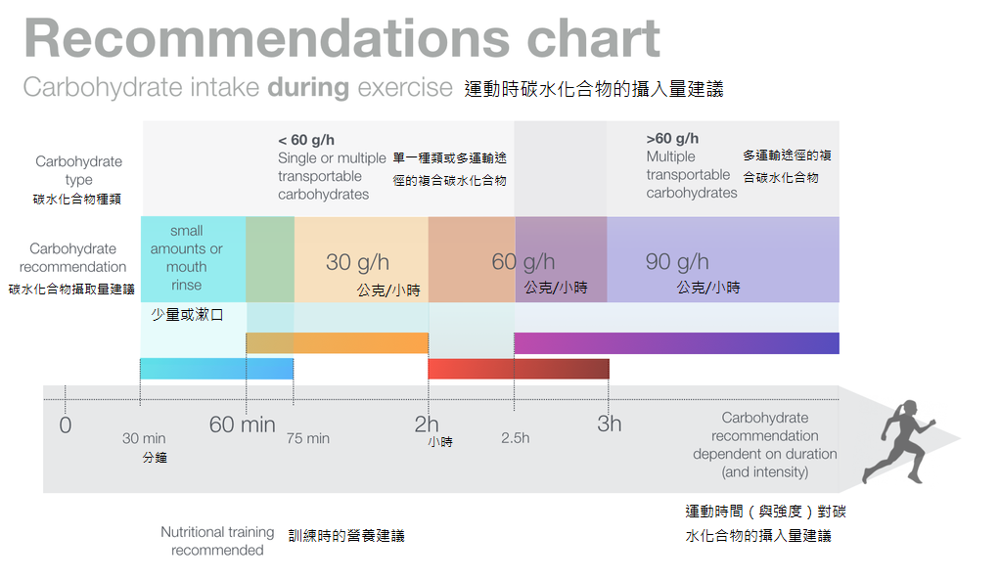 Recommendations chart
Carbohydrate intake during exercise 運動時碳水化合物的攝入量建議
Carbohydrate
type
碳水化合物種類
< 60 g/h
Single or multiple
transportable
carbohydrates
單一種類或多運輸途
徑的複合碳水化合物
>60 g/h
Multiple
transportable
carbohydrates
多運輸途徑的複
合碳水化合物
Carbohydrate
recommendation
碳水化合物攝取量建議
small
amounts or
mouth
rinse
少量或漱口
30 g/h
公克/小時
60 g/h
公克/小時
90 g/h
公克/小時
0
30 min
分鐘
60 min
75 min
2h
小時
2.5h
3h
Carbohydrate
recommendation
dependent on duration
(and intensity)
運動時間（與強度）對碳
水化合物的攝入量建議
Nutritional training
recommended
訓練時的營養建議